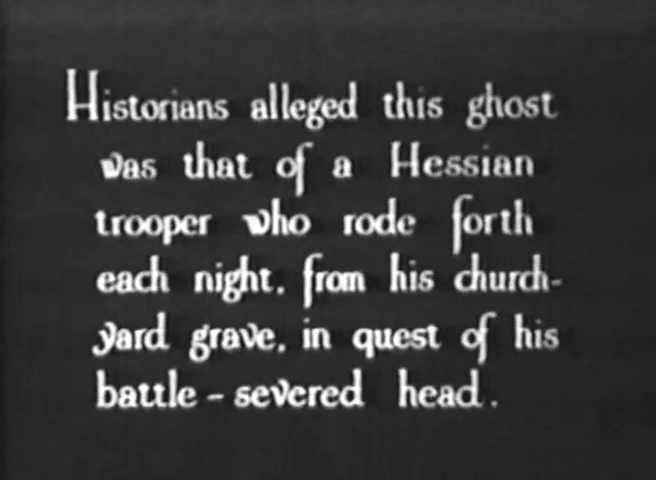 Historians alleged this ghost
was that of a Hessian
trooper who rode forth
each night, from his church-
yard grave, in quest of his
battle-severed head.